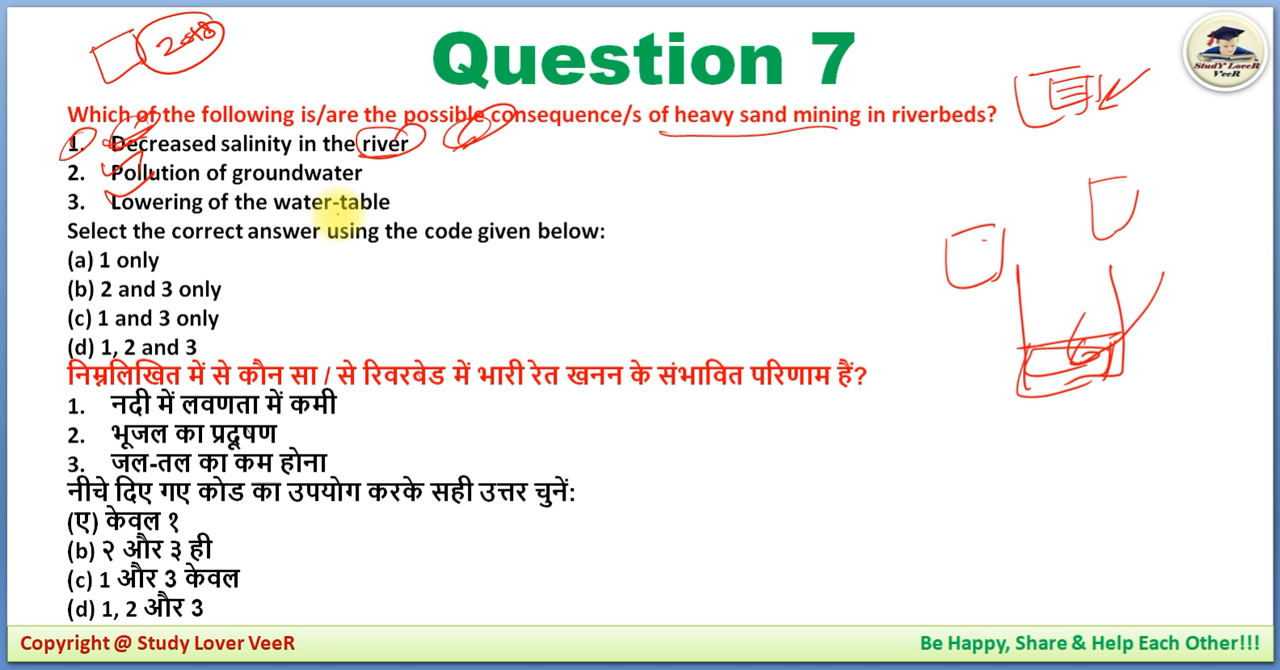 Question 7
2018
StudY LoveR
VeeR
Which of the following is/are the possible consequence/s of heavy sand mining in riverbeds?
1. Decreased salinity in the river
2. Pollution of groundwater
3. Lowering of the water-table
Select the correct answer using the code given below:
(a) 1 only
(b) 2 and 3 only
(c) 1 and 3 only
(d) 1, 2 and 3
निम्नलिखित में से कौन सा / से रिवरबेड में भारी रेत खनन के संभावित परिणाम हैं?
1. नदी में लवणता में कमी
2. भूजल का प्रदूषण
3. जल-तल का कम होना
नीचे दिए गए कोड का उपयोग करके सही उत्तर चुनें:
(ए) केवल १
(b) २ और ३ ही
(c) 1 और 3 केवल
(d) 1, 2 और 3
Copyright @ Study Lover VeeR
Be Happy, Share & Help Each Other!!!